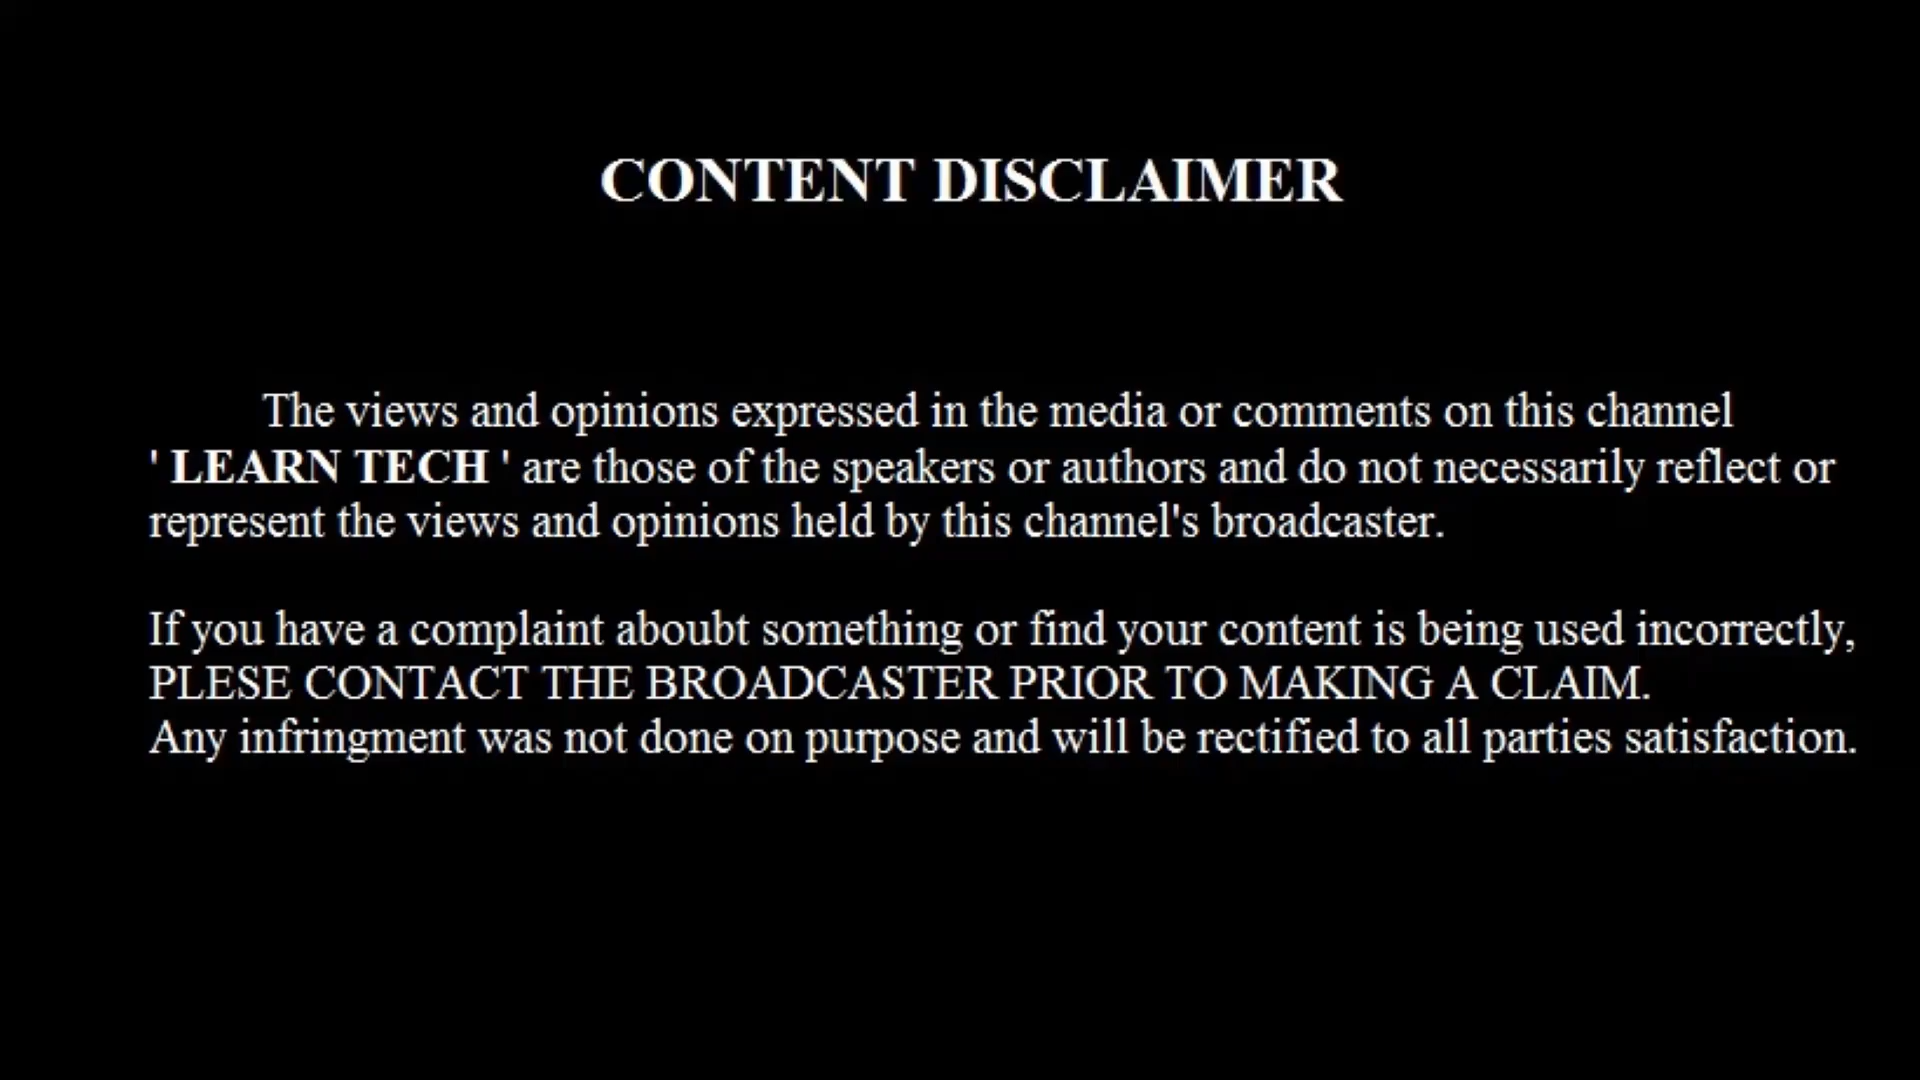 CONTENT DISCLAIMER
The views and opinions expressed in the media or comments on this channel
' LEARN TECH ' are those of the speakers or authors and do not necessarily reflect or
represent the views and opinions held by this channel's broadcaster.
If you have a complaint aboubt something or find your content is being used incorrectly,
PLESE CONTACT THE BROADCASTER PRIOR TO MAKING A CLAIM.
Any infringment was not done on purpose and will be rectified to all parties satisfaction.